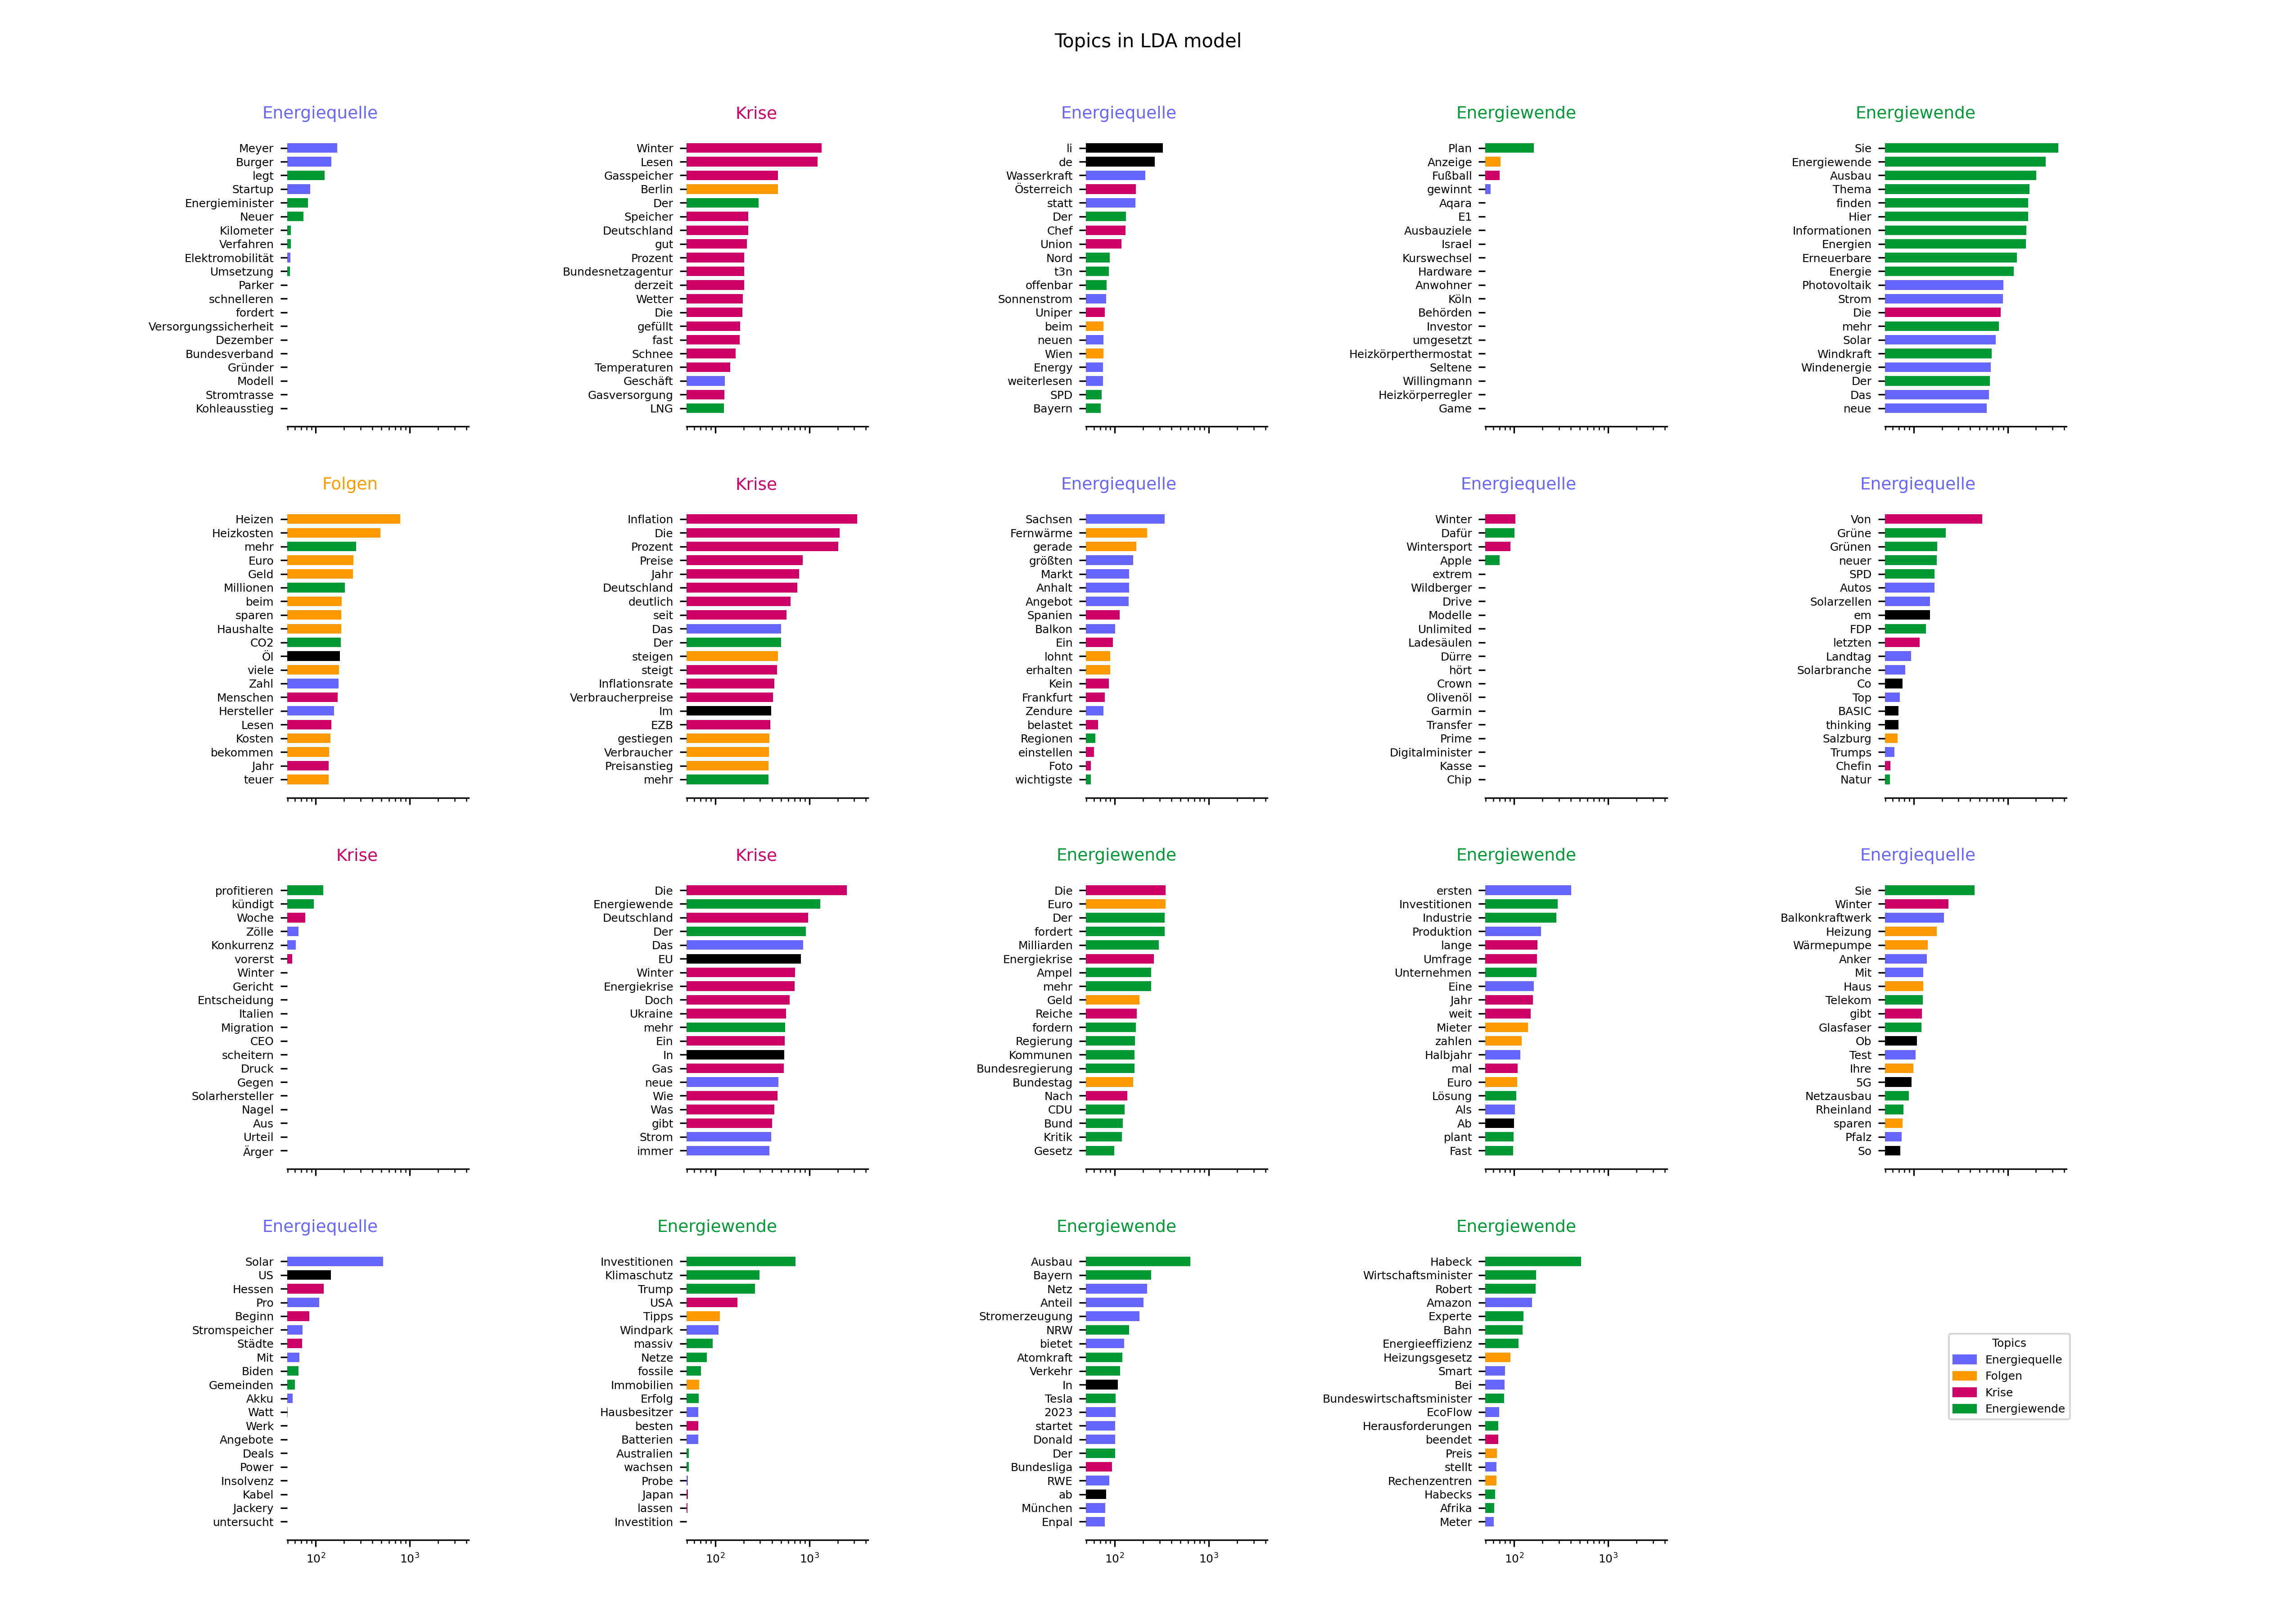 Topics in LDA model
Energiequelle
Meyer
Burger
legt
Startup
Energieminister
Neuer
Kilometer
Verfahren
Elektromobilität
Umsetzung
Parker
schnelleren
fordert
Versorgungssicherheit
Dezember
Bundesverband
Gründer
Modell
Stromtrasse
Kohleausstieg
Krise
Winter
Lesen
Gasspeicher
Berlin
Der
Speicher
Deutschland
gut
Prozent
Bundesnetzagentur
derzeit
Wetter
Die
gefüllt
fast
Schnee
Temperaturen
Geschäft
Gasversorgung
LNG
Energiequelle
li
de
Wasserkraft
Österreich
statt
Der
Chef
Union
Nord
t3n
offenbar
Sonnenstrom
Uniper
beim
neuen
Wien
Energy
weiterlesen
SPD
Bayern
Energiewende
Plan
Anzeige
Fußball
gewinnt
Aqara
E1
Ausbauziele
Israel
Kurswechsel
Hardware
Anwohner
Köln
Behörden
Investor
umgesetzt
Heizkörperthermostat
Seltene
Willingmann
Heizkörperregler
Game
Energiewende
Sie
Energiewende
Ausbau
Thema
finden
Hier
Informationen
Energien
Erneuerbare
Energie
Photovoltaik
Strom
Die
mehr
Solar
Windkraft
Windenergie
Der
Das
neue
Folgen
Heizen
Heizkosten
mehr
Euro
Geld
Millionen
beim
sparen
Haushalte
CO2
Öl
viele
Zahl
Menschen
Hersteller
Lesen
Kosten
bekommen
Jahr
teuer
Krise
Inflation
Die
Prozent
Preise
Jahr
Deutschland
deutlich
seit
Das
Der
steigen
steigt
Inflationsrate
Verbraucherpreise
Im
EZB
gestiegen
Verbraucher
Preisanstieg
mehr
Energiequelle
Sachsen
Fernwärme
gerade
größten
Markt
Anhalt
Angebot
Spanien
Balkon
Ein
lohnt
erhalten
Kein
Frankfurt
Zendure
belastet
Regionen
einstellen
Foto
wichtigste
Energiequelle
Winter
Dafür
Wintersport
Apple
extrem
Wildberger
Drive
Modelle
Unlimited
Ladesäulen
Dürre
hört
Crown
Olivenöl
Garmin
Transfer
Prime
Digitalminister
Kasse
Chip
Energiequelle
Von
Grüne
Grünen
neuer
SPD
Autos
Solarzellen
em
FDP
letzten
Landtag
Solarbranche
Co
Top
BASIC
thinking
Salzburg
Trumps
Chefin
Natur
Krise
profitieren
kündigt
Woche
Zölle
Konkurrenz
vorerst
Winter
Gericht
Entscheidung
Italien
Migration
CEO
scheitern
Druck
Gegen
Solarhersteller
Nagel
Aus
Urteil
Ärger
Krise
Die
Energiewende
Deutschland
Der
Das
EU
Winter
Energiekrise
Doch
Ukraine
mehr
Ein
In
Gas
neue
Wie
Was
gibt
Strom
immer
Energiewende
Die
Euro
Der
fordert
Milliarden
Energiekrise
Ampel
mehr
Geld
Reiche
fordern
Regierung
Kommunen
Bundesregierung
Bundestag
Nach
CDU
Bund
Kritik
Gesetz
Energiewende
ersten
Investitionen
Industrie
Produktion
lange
Umfrage
Unternehmen
Eine
Jahr
weit
Mieter
zahlen
Halbjahr
mal
Euro
Lösung
Als
Ab
plant
Fast
Energiequelle
Sie
Winter
Balkonkraftwerk
Heizung
Wärmepumpe
Anker
Mit
Haus
Telekom
gibt
Glasfaser
Ob
Test
Ihre
5G
Netzausbau
Rheinland
sparen
Pfalz
So
Energiequelle
Solar
US
Hessen
Pro
Beginn
Stromspeicher
Städte
Mit
Biden
Gemeinden
Akku
Watt
Werk
Angebote
Deals
Power
Insolvenz
Kabel
Jackery
untersucht
10² 10³
Energiewende
Investitionen
Klimaschutz
Trump
USA
Tipps
Windpark
massiv
Netze
fossile
Immobilien
Erfolg
Hausbesitzer
besten
Batterien
Australien
wachsen
Probe
Japan
lassen
Investition
10² 10³
Energiewende
Ausbau
Bayern
Netz
Anteil
Stromerzeugung
NRW
bietet
Atomkraft
Verkehr
In
Tesla
2023
startet
Donald
Der
Bundesliga
RWE
ab
München
Enpal
10² 10³
Energiewende
Habeck
Wirtschaftsminister
Robert
Amazon
Experte
Bahn
Energieeffizienz
Heizungsgesetz
Smart
Bei
Bundeswirtschaftsminister
EcoFlow
Herausforderungen
beendet
Preis
stellt
Rechenzentren
Habecks
Afrika
Meter
10² 10³
Topics
Energiequelle
Folgen
Krise
Energiewende